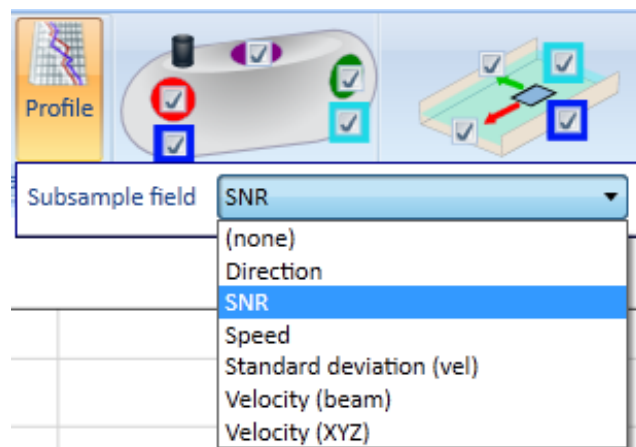 Profile
Subsample field SNR
(none)
Direction
SNR
Speed
Standard deviation (vel)
Velocity (beam)
Velocity (XYZ)